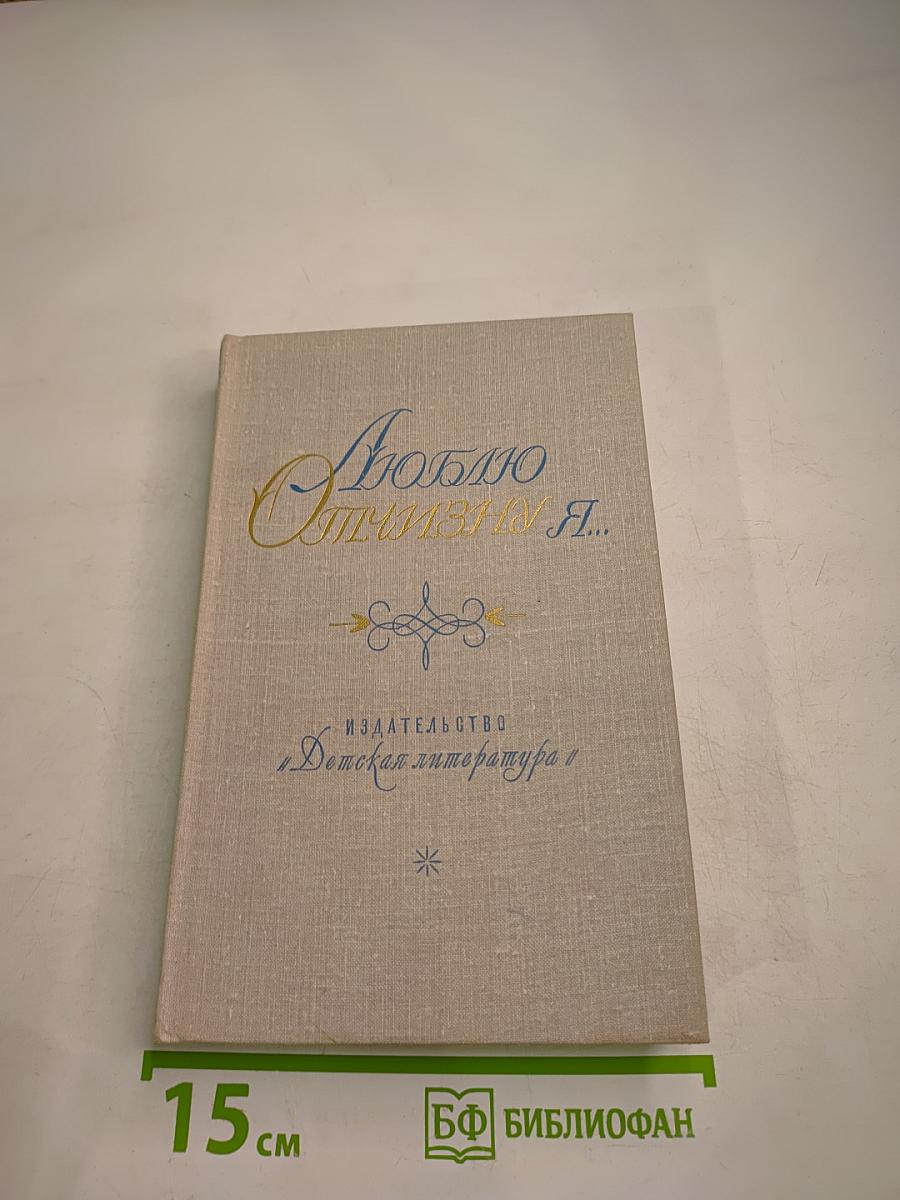 Люблю
Отчизну я...
ИЗДАТЕЛЬСТВО
"Детская литература"
15 см
БФ БИБЛИОФАН